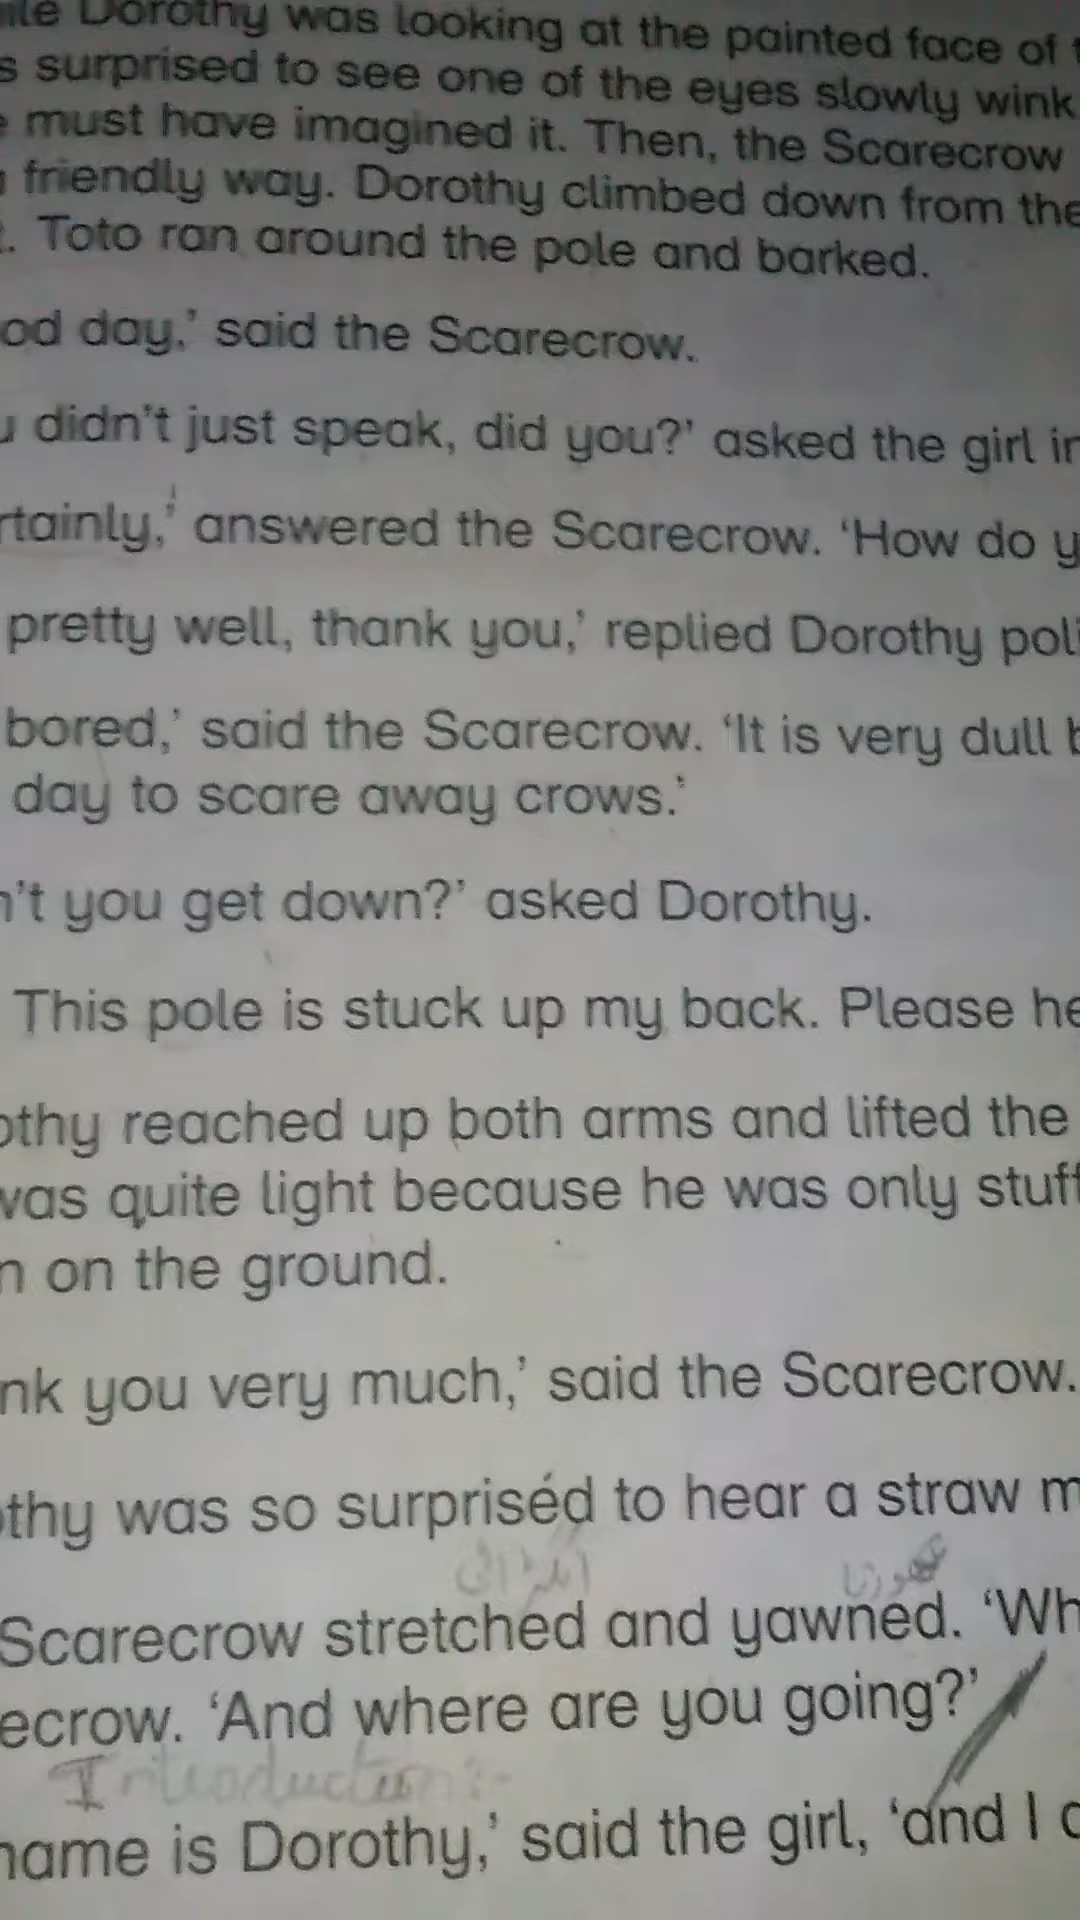 ile Dorothy was looking at the painted face of t
s surprised to see one of the eyes slowly wink
e must have imagined it. Then, the Scarecrow
friendly way. Dorothy climbed down from the
. Toto ran around the pole and barked.
od day,’ said the Scarecrow.
u didn’t just speak, did you?’ asked the girl in
rtainly,’ answered the Scarecrow. ‘How do y
pretty well, thank you,’ replied Dorothy poli
bored,’ said the Scarecrow. ‘It is very dull b
day to scare away crows.’
n’t you get down?’ asked Dorothy.
This pole is stuck up my back. Please he
othy reached up both arms and lifted the
was quite light because he was only stuff
n on the ground.
nk you very much,’ said the Scarecrow.
othy was so surprised to hear a straw m
Scarecrow stretched and yawned. ‘Wh
ecrow. ‘And where are you going?’
Introduction:-
name is Dorothy,’ said the girl, ‘and I a